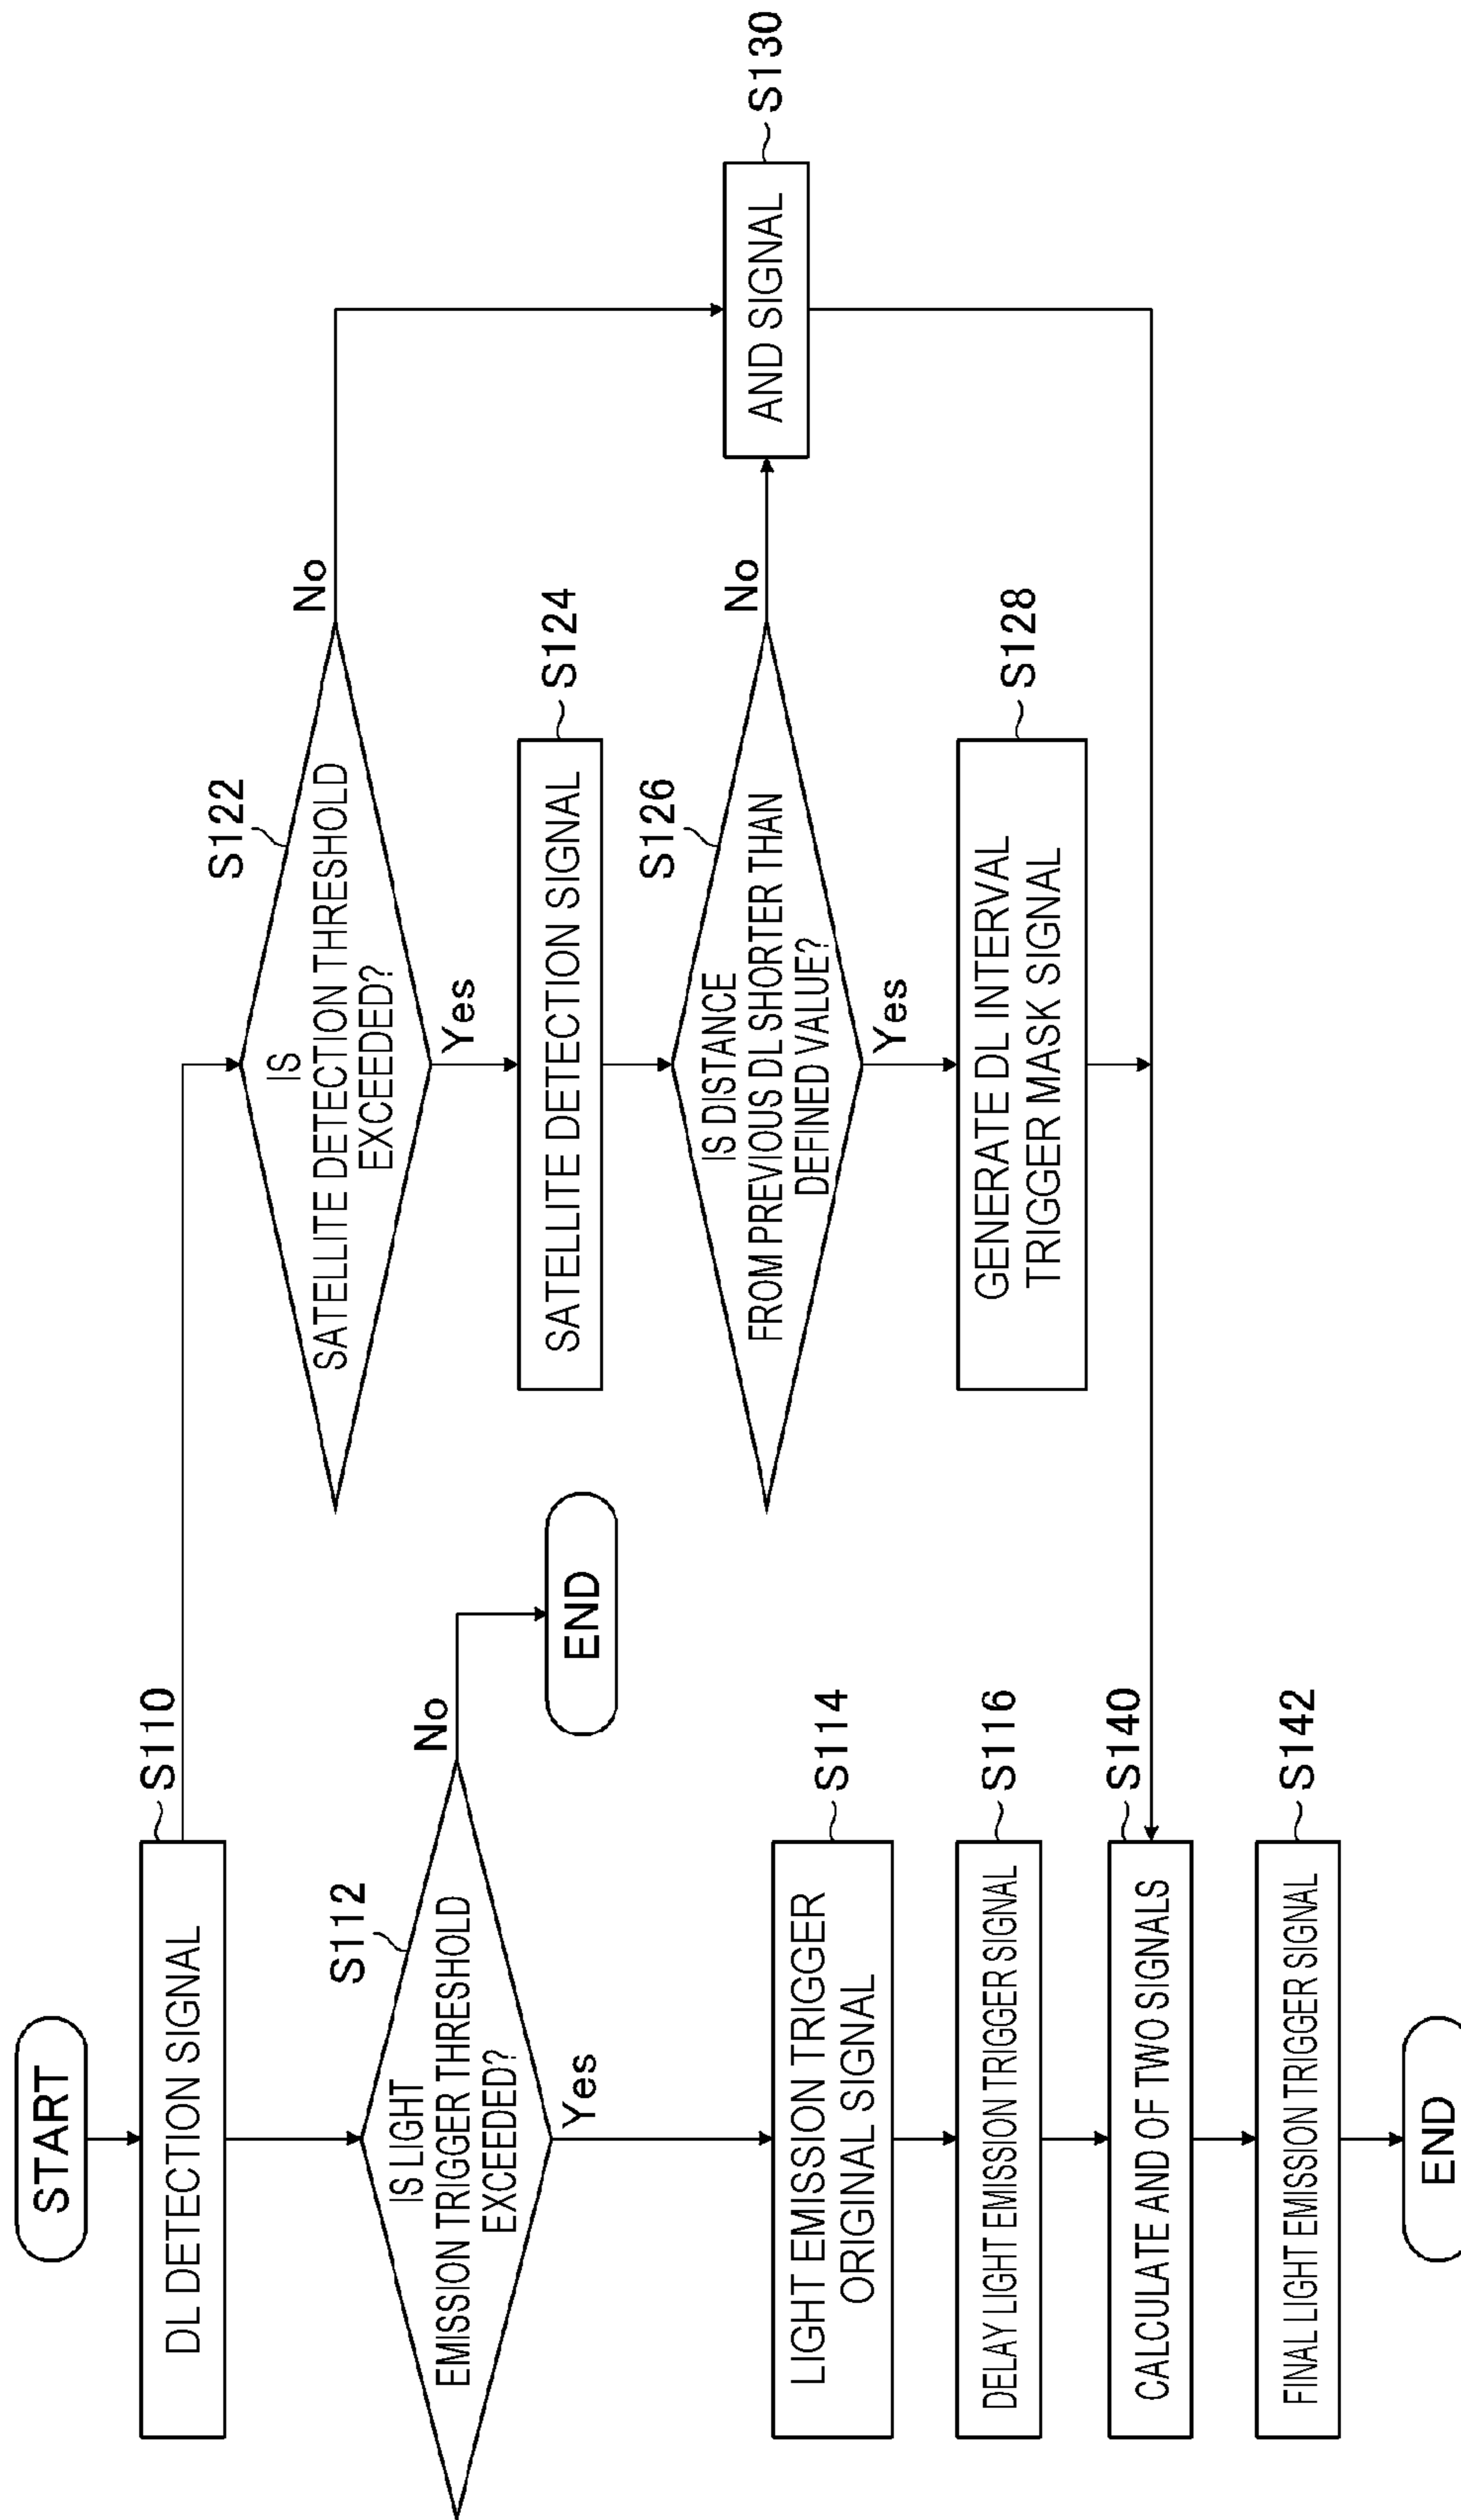 START
S110
DL DETECTION SIGNAL
S112
IS LIGHT
EMISSION TRIGGER THRESHOLD
EXCEEDED?
No
END
Yes
S114
LIGHT EMISSION TRIGGER
ORIGINAL SIGNAL
S116
DELAY LIGHT EMISSION TRIGGER SIGNAL
S140
CALCULATE AND OF TWO SIGNALS
S142
FINAL LIGHT EMISSION TRIGGER SIGNAL
END
S122
IS
SATELLITE DETECTION THRESHOLD
EXCEEDED?
No
Yes
S124
SATELLITE DETECTION SIGNAL
S126
IS DISTANCE
FROM PREVIOUS DL SHORTER THAN
DEFINED VALUE?
No
Yes
S128
GENERATE DL INTERVAL
TRIGGER MASK SIGNAL
S130
AND SIGNAL